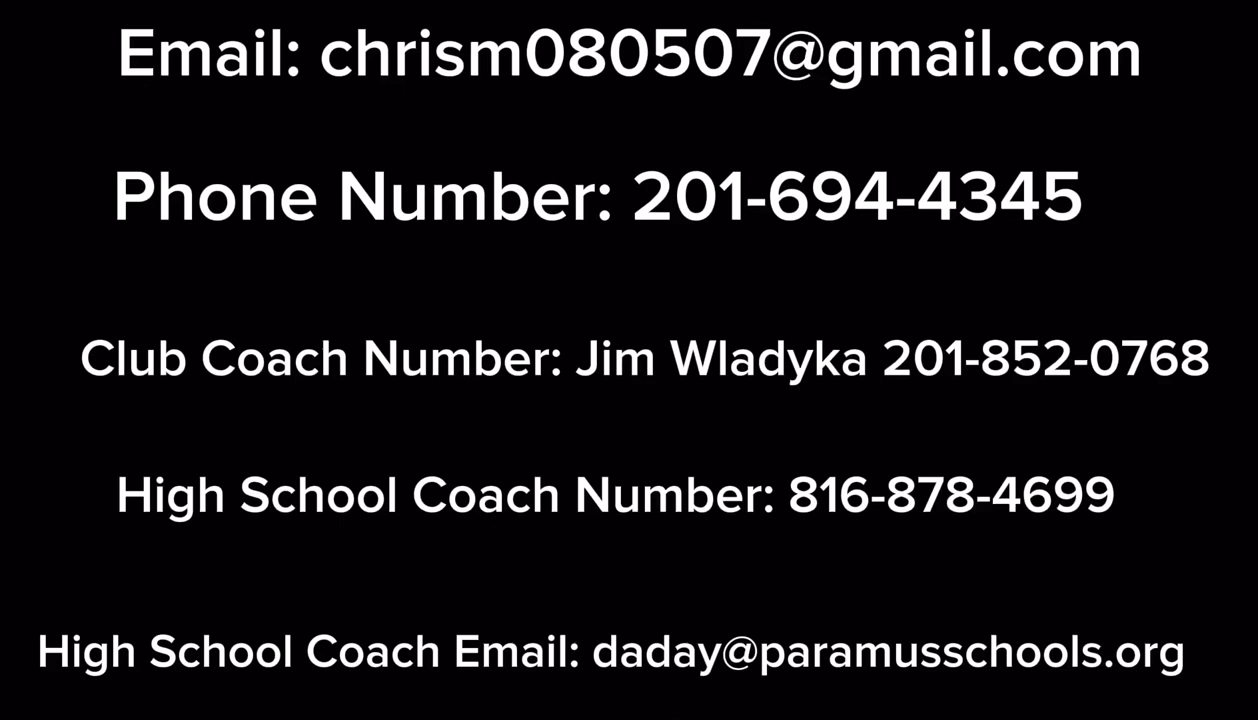 Email: chrism080507@gmail.com
Phone Number: 201-694-4345
Club Coach Number: Jim Wladyka 201-852-0768
High School Coach Number: 816-878-4699
High School Coach Email: daday@paramusschools.org